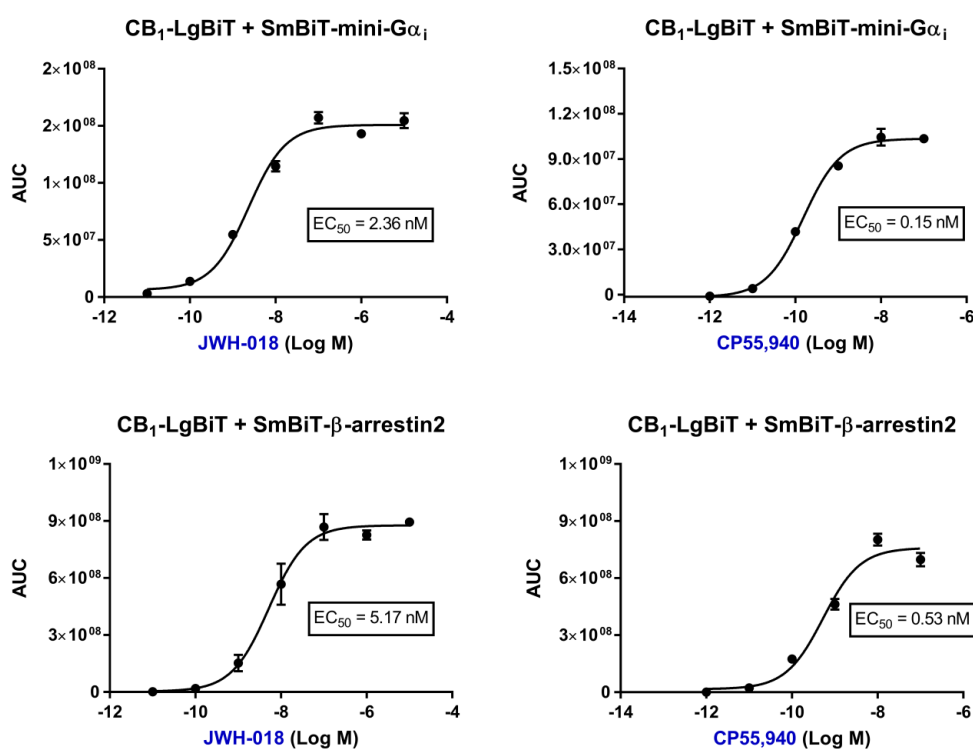 CB₁-LgBiT + SmBiT-mini-Gαᵢ
2×10⁰⁸
2×10⁰⁸
1×10⁰⁸
5×10⁰⁷
0
AUC
EC₅₀ = 2.36 nM
-12 -10 -8 -6 -4
JWH-018 (Log M)
CB₁-LgBiT + SmBiT-mini-Gαᵢ
1.5×10⁰⁸
1.2×10⁰⁸
9.0×10⁰⁷
6.0×10⁰⁷
3.0×10⁰⁷
0
AUC
EC₅₀ = 0.15 nM
-14 -12 -10 -8 -6
CP55,940 (Log M)
CB₁-LgBiT + SmBiT-β-arrestin2
1×10⁰⁹
9×10⁰⁸
6×10⁰⁸
3×10⁰⁸
0
AUC
EC₅₀ = 5.17 nM
-12 -10 -8 -6 -4 -2
JWH-018 (Log M)
CB₁-LgBiT + SmBiT-β-arrestin2
1×10⁰⁹
9×10⁰⁸
6×10⁰⁸
3×10⁰⁸
0
AUC
EC₅₀ = 0.53 nM
-14 -12 -10 -8 -6
CP55,940 (Log M)